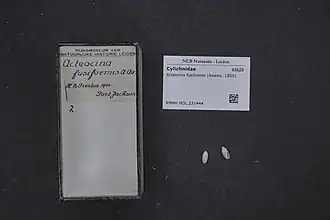 RIJKSMUSEUM VAN
NATUURLIJKE HISTORIE LEIDEN
Acteocina
fusiformis A.Ad.
Port Jackson
2.
NCB Naturalis - Leiden
Cylichnidae
Acteocina fusiformis (Adams, 1850)
RMNH.MOL.231444